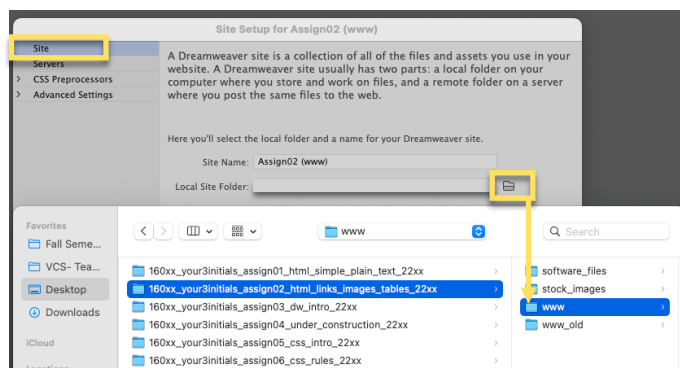 Site Setup for Assign02 (www)
Site
Servers
CSS Preprocessors
Advanced Settings
A Dreamweaver site is a collection of all of the files and assets you use in your
website. A Dreamweaver site usually has two parts: a local folder on your
computer where you store and work on files, and a remote folder on a server
where you post the same files to the web.
Here you'll select the local folder and a name for your Dreamweaver site.
Site Name: Assign02 (www)
Local Site Folder:
Favorites
Fall Seme...
VCS- Tea...
Desktop
Downloads
iCloud
Locations
www
Search
160xx_your3initials_assign01_html_simple_plain_text_22xx
160xx_your3initials_assign02_html_links_images_tables_22xx
160xx_your3initials_assign03_dw_intro_22xx
160xx_your3initials_assign04_under_construction_22xx
160xx_your3initials_assign05_css_intro_22xx
160xx_your3initials_assign06_css_rules_22xx
software_files
stock_images
www
www_old